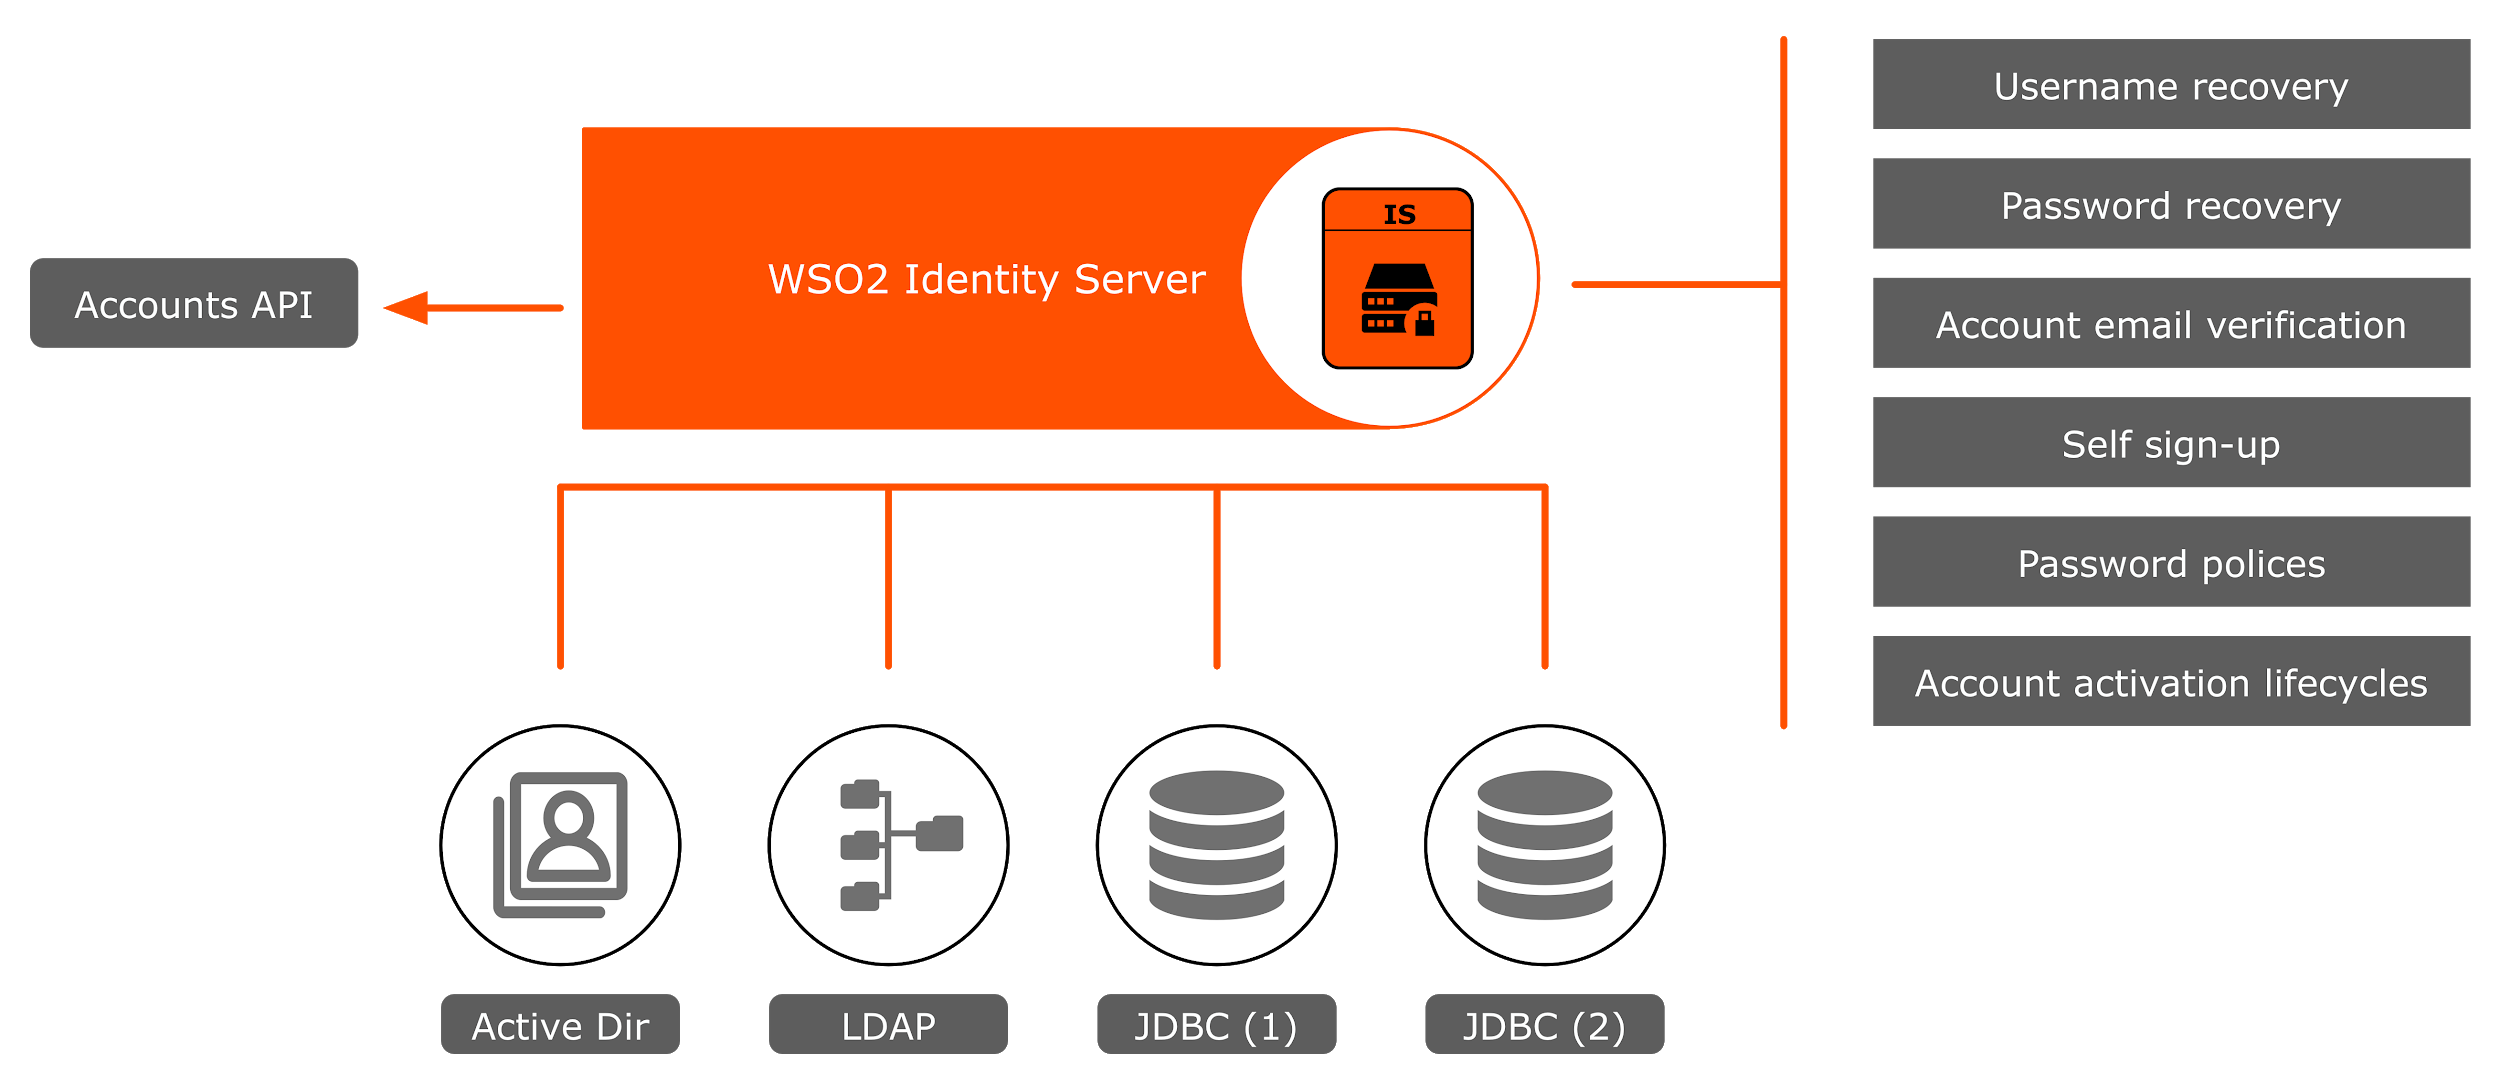 Username recovery
Password recovery
IS
WSO2 Identity Server
Accounts API
Account email verification
Self sign-up
Password polices
Account activation lifecycles
Active Dir
LDAP
JDBC (1)
JDBC (2)